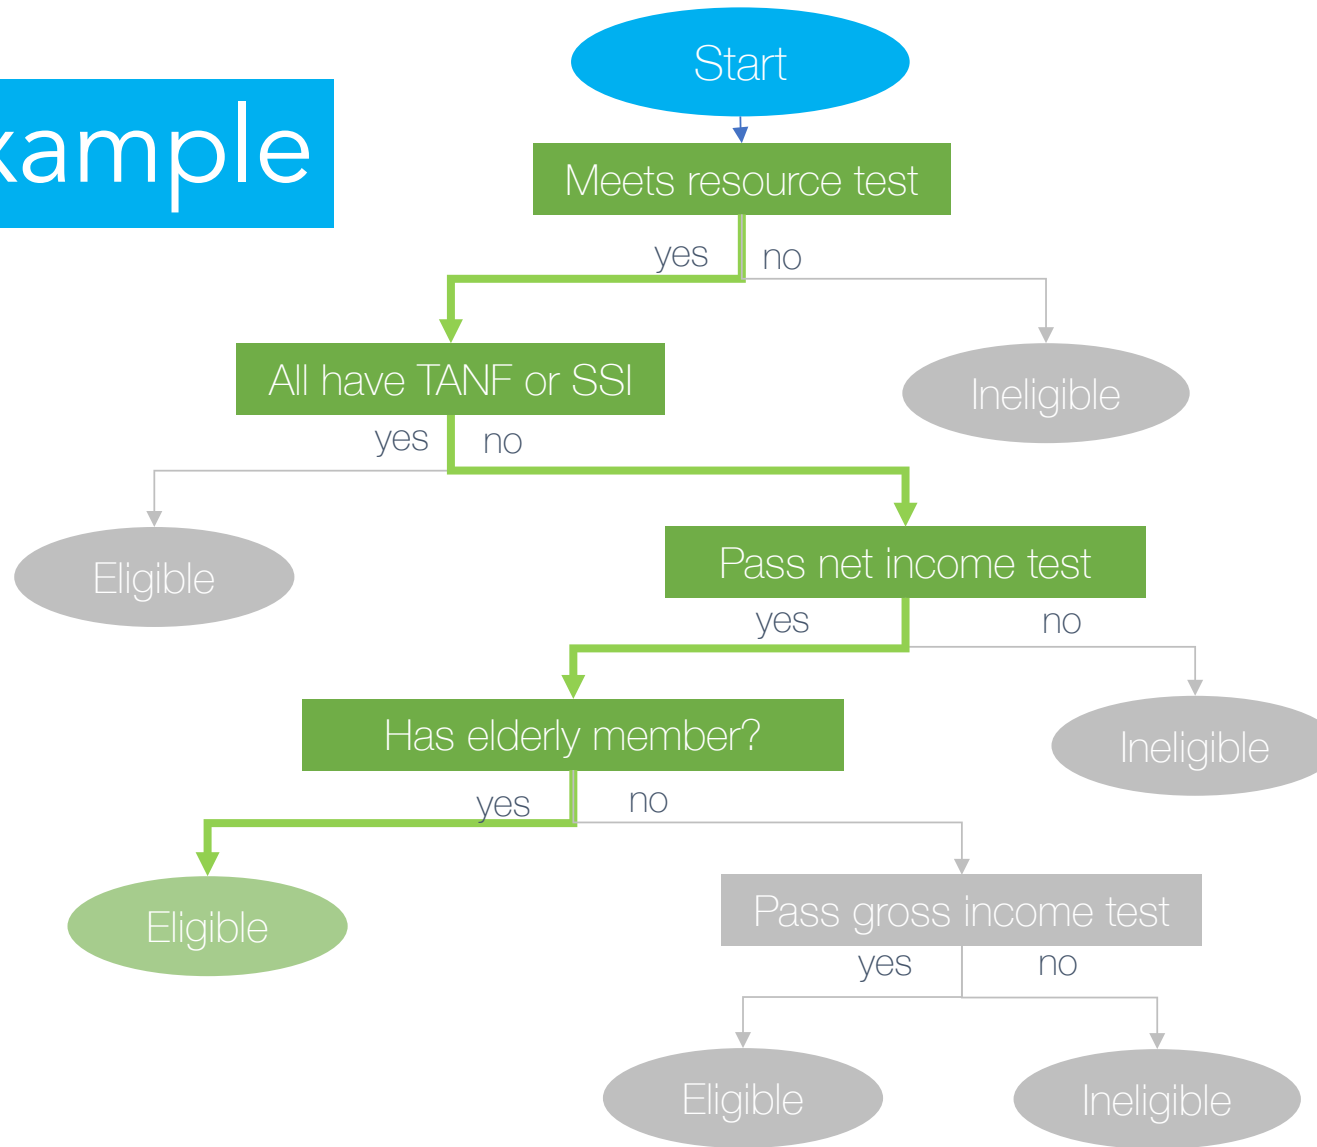 Start
xample
Meets resource test
yes no
All have TANF or SSI
Ineligible
yes no
Pass net income test
Eligible
yes no
Has elderly member?
Ineligible
yes no
Pass gross income test
Eligible
yes no
Eligible
Ineligible